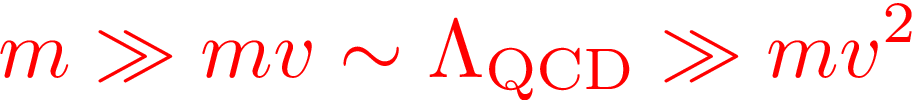 m ≫ mv ∼ Λ_QCD ≫ mv²